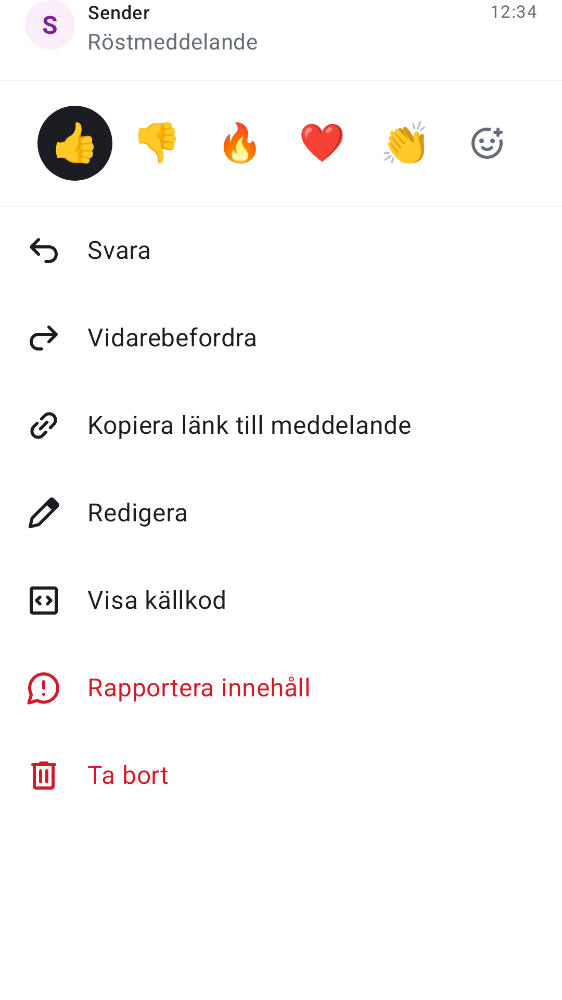 S
Sender
12:34
Röstmeddelande
Svara
Vidarebefordra
Kopiera länk till meddelande
Redigera
Visa källkod
Rapportera innehåll
Ta bort